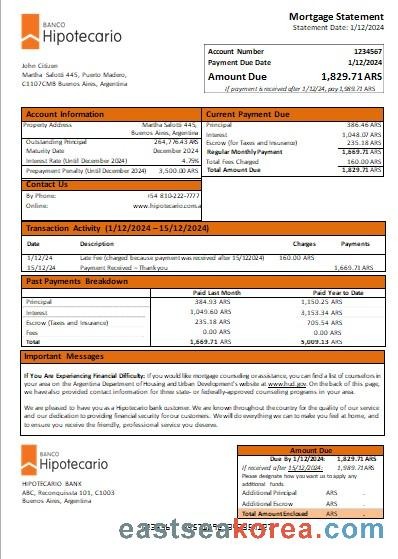 BANCO
Hipotecario
Mortgage Statement
Statement Date: 1/12/2024
John Citizen
Martha Salotti 445, Puerto Madero,
C1107CMB Buenos Aires, Argentina
Account Number 1234567
Payment Due Date 1/12/2024
Amount Due 1,829.71 ARS
If payment is received after 1/12/24, pay 1,989.71 ARS
Account Information
Property Address Martha Salotti 445, Buenos Aires, Argentina
Outstanding Principal 264,776.43 ARS
Maturity Date December 2024
Interest Rate (Until December 2024) 4.75%
Prepayment Penalty (Until December 2024) 3,500.00 ARS
Contact Us
By Phone: +54 810-222-7777
Online: www.hipotecario.com.a
Current Payment Due
Principal 386.46 ARS
Interest 1,048.07 ARS
Escrow (for Taxes and Insurance) 235.18 ARS
Regular Monthly Payment 1,669.71 ARS
Total Fees Charged 160.00 ARS
Total Amount Due 1,829.71 ARS
Transaction Activity (1/12/2024 – 15/12/2024)
Date Description Charges Payments
1/12/24 Late Fee (charged because payment was received after 15/122024) 160.00 ARS
15/12/24 Payment Received – Thank you 1,669.71 ARS
Past Payments Breakdown
Paid Last Month Paid Year to Date
Principal 384.93 ARS 1,150.25 ARS
Interest 1,049.60 ARS 3,153.34 ARS
Escrow (Taxes and Insurance) 235.18 ARS 705.54 ARS
Fees 0.00 ARS 0.00 ARS
Total 1,669.71 ARS 5,009.13 ARS
Important Messages
If You Are Experiencing Financial Difficulty: If you would like mortgage counseling or assistance, you can find a list of counselors in
your area on the Argentina Department of Housing and Urban Development's website at www.hud.gov. On the back of this page,
we have also provided contact information for three state- or federally-approved counseling programs in your area.
We are pleased to have you as a Hipotecario bank customer. We are known throughout the country for the quality of our service
and our dedication to providing financial security for our customers. We will do everything we can to make you feel at home, and
to ensure you receive the friendly, professional service you deserve.
BANCO
Hipotecario
HIPOTECARIO BANK
ABC, Reconquissta 101, C1003
Buenos Aires, Argentina
Amount Due
Due By 1/12/2024: 1,829.71 ARS
If received after 15/12/2024: 1,989.71 ARS
Please designate how you want us to apply any
additional funds.
Additional Principal ARS -
Additional Escrow ARS -
Total Amount Enclosed ARS -
eastseakorea.com